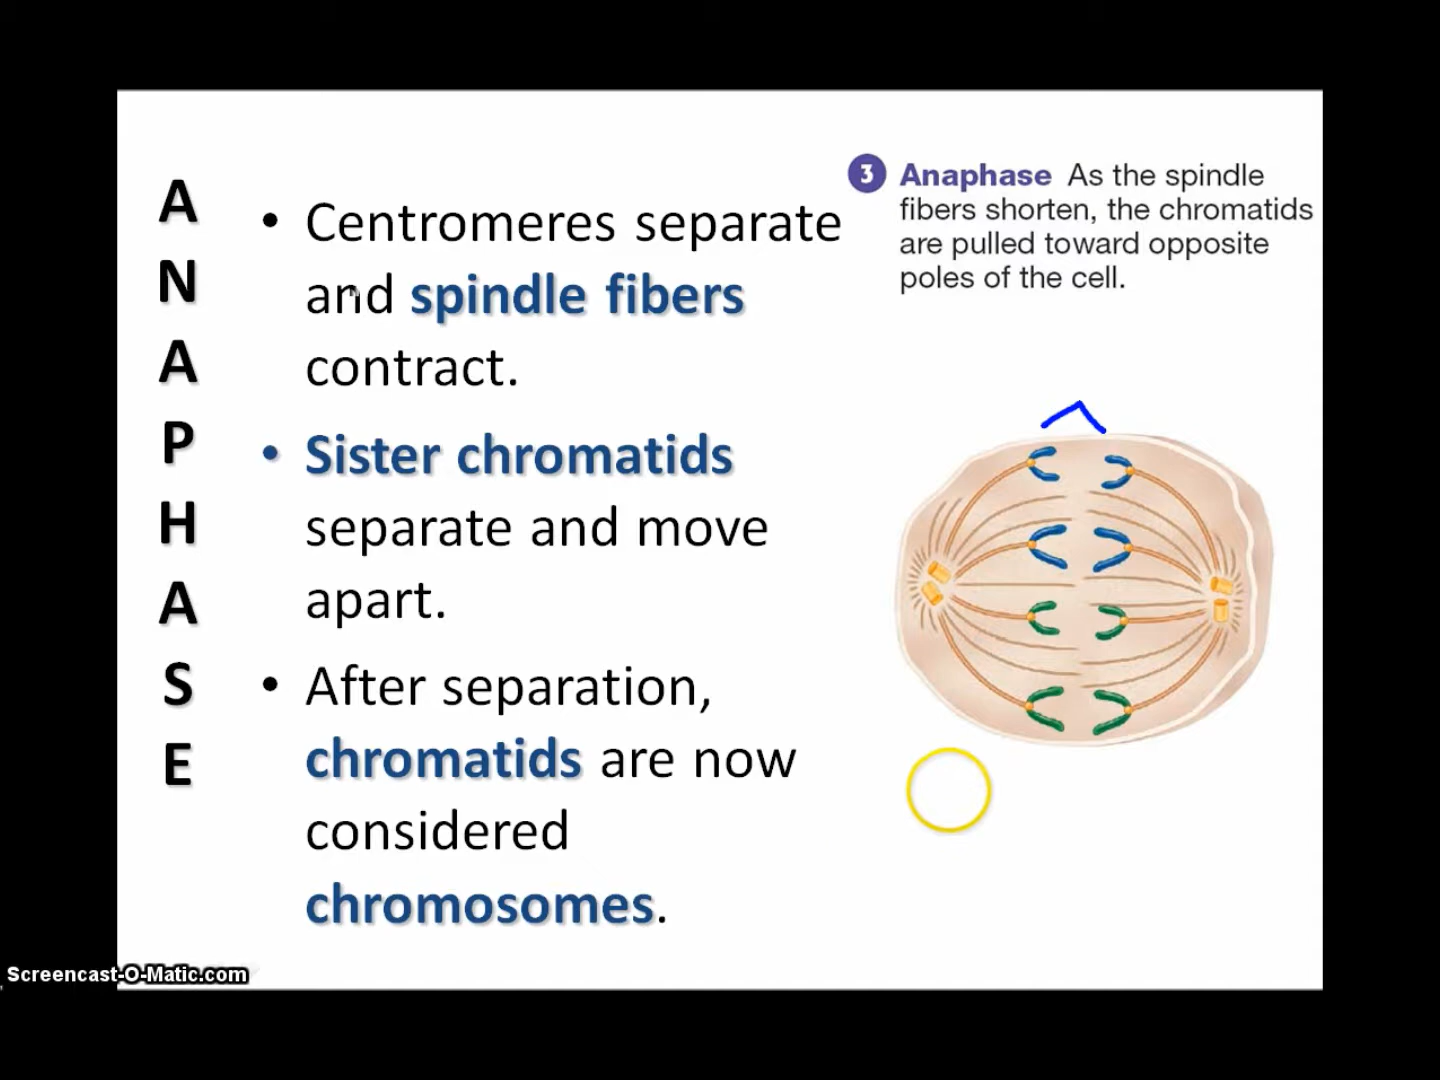 A
N
A
P
H
A
S
E
• Centromeres separate
and spindle fibers
contract.
• Sister chromatids
separate and move
apart.
• After separation,
chromatids are now
considered
chromosomes.
3 Anaphase As the spindle
fibers shorten, the chromatids
are pulled toward opposite
poles of the cell.
Screencast-O-Matic.com